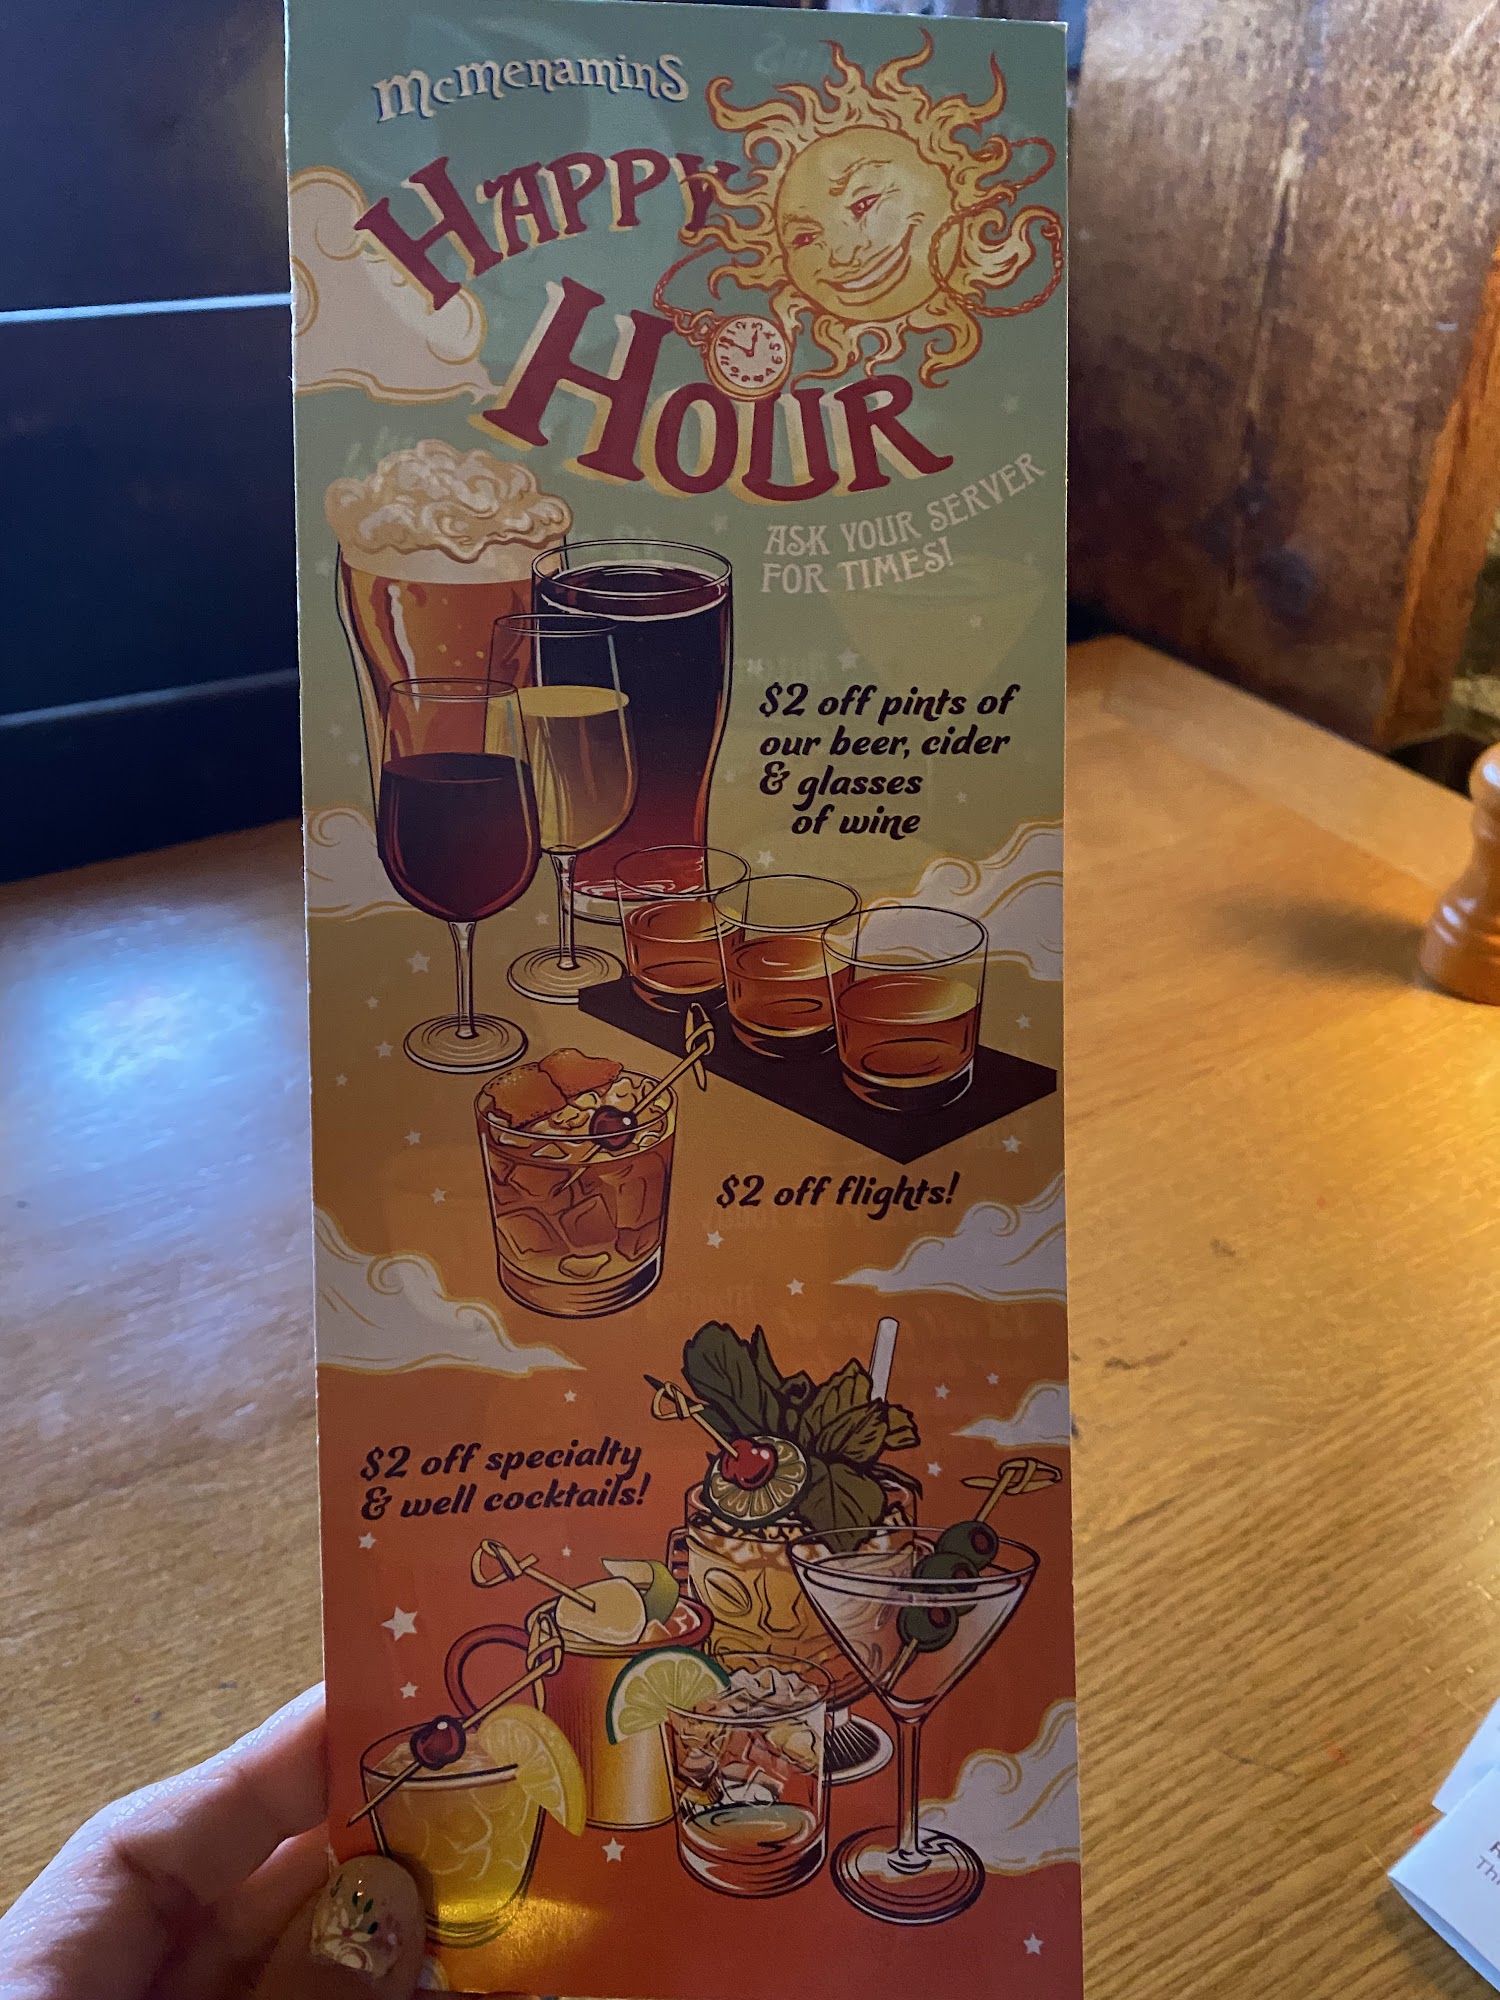 McMenamins
HAPPY
HOUR
ASK YOUR SERVER
FOR TIMES!
$2 off pints of
our beer, cider
& glasses
of wine
$2 off flights!
$2 off specialty
& well cocktails!